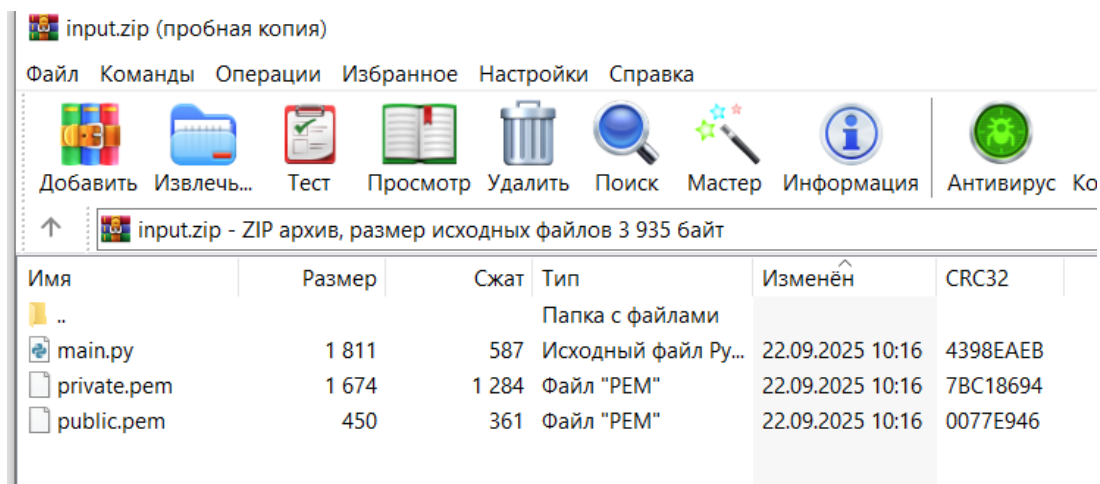 input.zip (пробная копия)
Файл Команды Операции Избранное Настройки Справка
Добавить Извлечь... Тест Просмотр Удалить Поиск Мастер Информация Антивирус Ко
input.zip - ZIP архив, размер исходных файлов 3 935 байт
Имя Размер Сжат Тип Изменён CRC32
.. Папка с файлами
main.py 1 811 587 Исходный файл Py... 22.09.2025 10:16 4398EAEB
private.pem 1 674 1 284 Файл "PEM" 22.09.2025 10:16 7BC18694
public.pem 450 361 Файл "PEM" 22.09.2025 10:16 0077E946